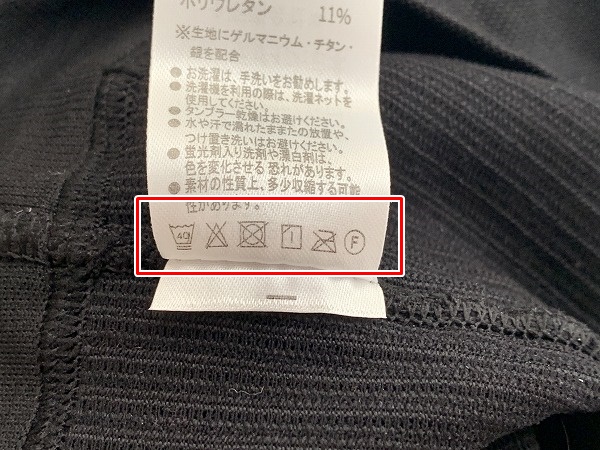 ポリウレタン 11%
※生地にゲルマニウム・チタン・
銀を配合
●お洗濯は、手洗いをお勧めします。
●洗濯機を利用の際は、洗濯ネットを
使用してください。
●タンブラー乾燥はお避けください。
●水や汗で濡れたままたの放置や、
つけ置き洗いはお避けください。
●蛍光剤入り洗剤や漂白剤は、
色を変化させる 恐れがあります。
●素材の性質上、多少収縮する可能
性があります。
40 F